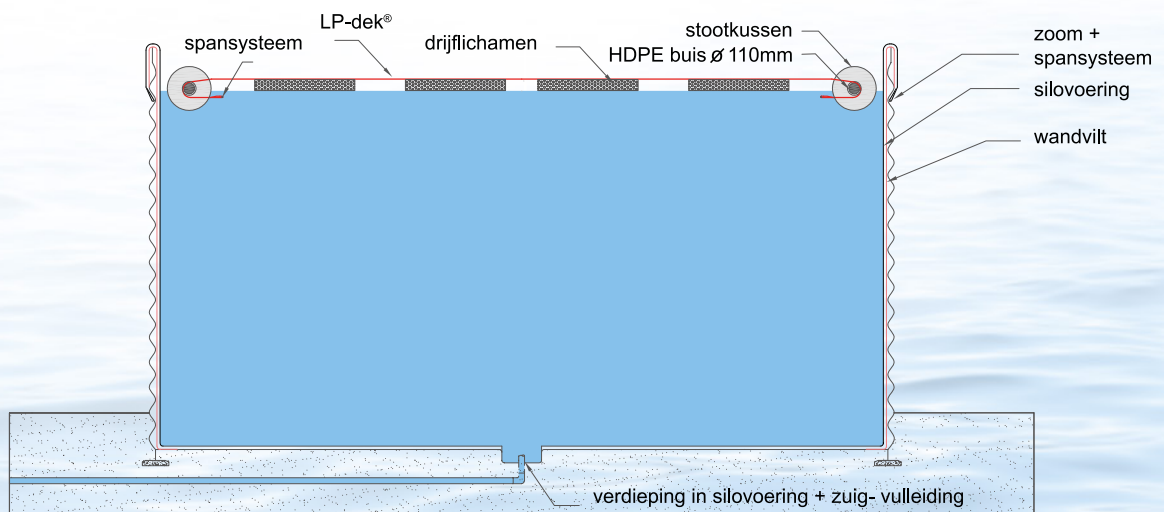 LP-dek®
spansysteem
drijflichamen
stootkussen
HDPE buis ø 110mm
zoom +
spansysteem
silovoering
wandvilt
verdieping in silovoering + zuig- vulleiding